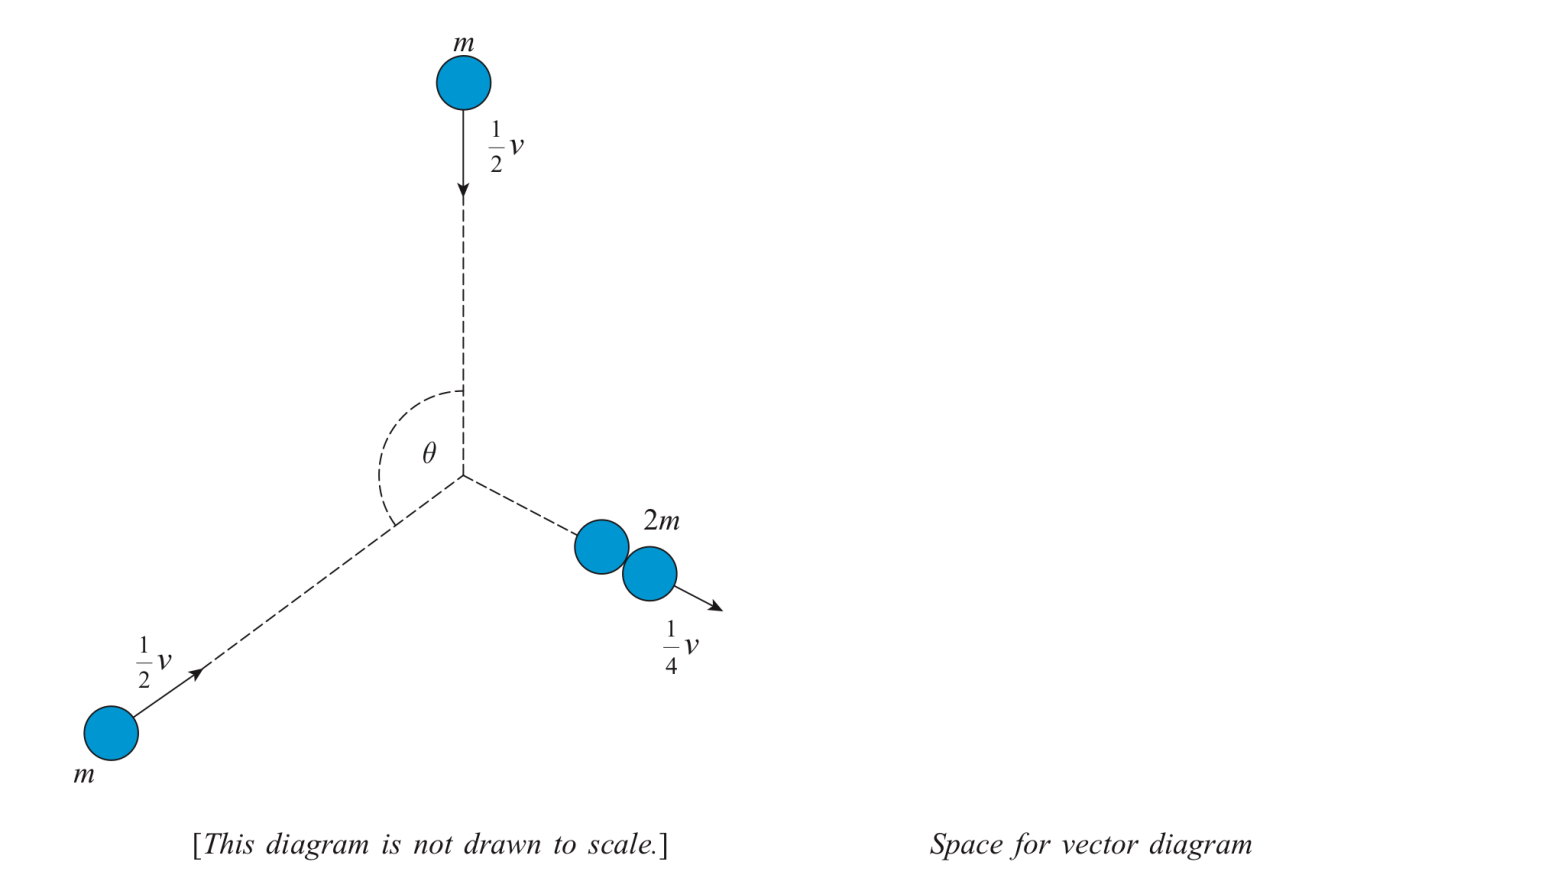 m
1/2 v
θ
2m
1/2 v
1/4 v
m
[This diagram is not drawn to scale.]
Space for vector diagram